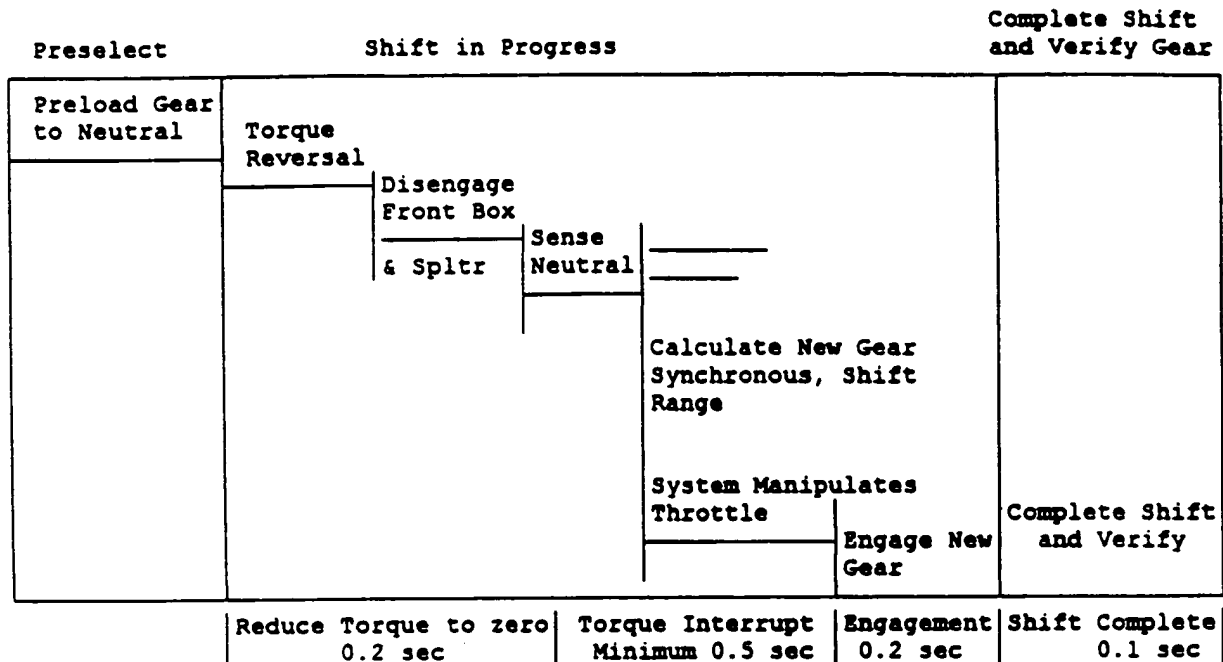 Preselect
Shift in Progress
Complete Shift
and Verify Gear
Preload Gear
to Neutral
Torque
Reversal
Disengage
Front Box
& Spltr
Sense
Neutral
Calculate New Gear
Synchronous, Shift
Range
System Manipulates
Throttle
Engage New
Gear
Complete Shift
and Verify
Reduce Torque to zero
0.2 sec
Torque Interrupt
Minimum 0.5 sec
Engagement
0.2 sec
Shift Complete
0.1 sec